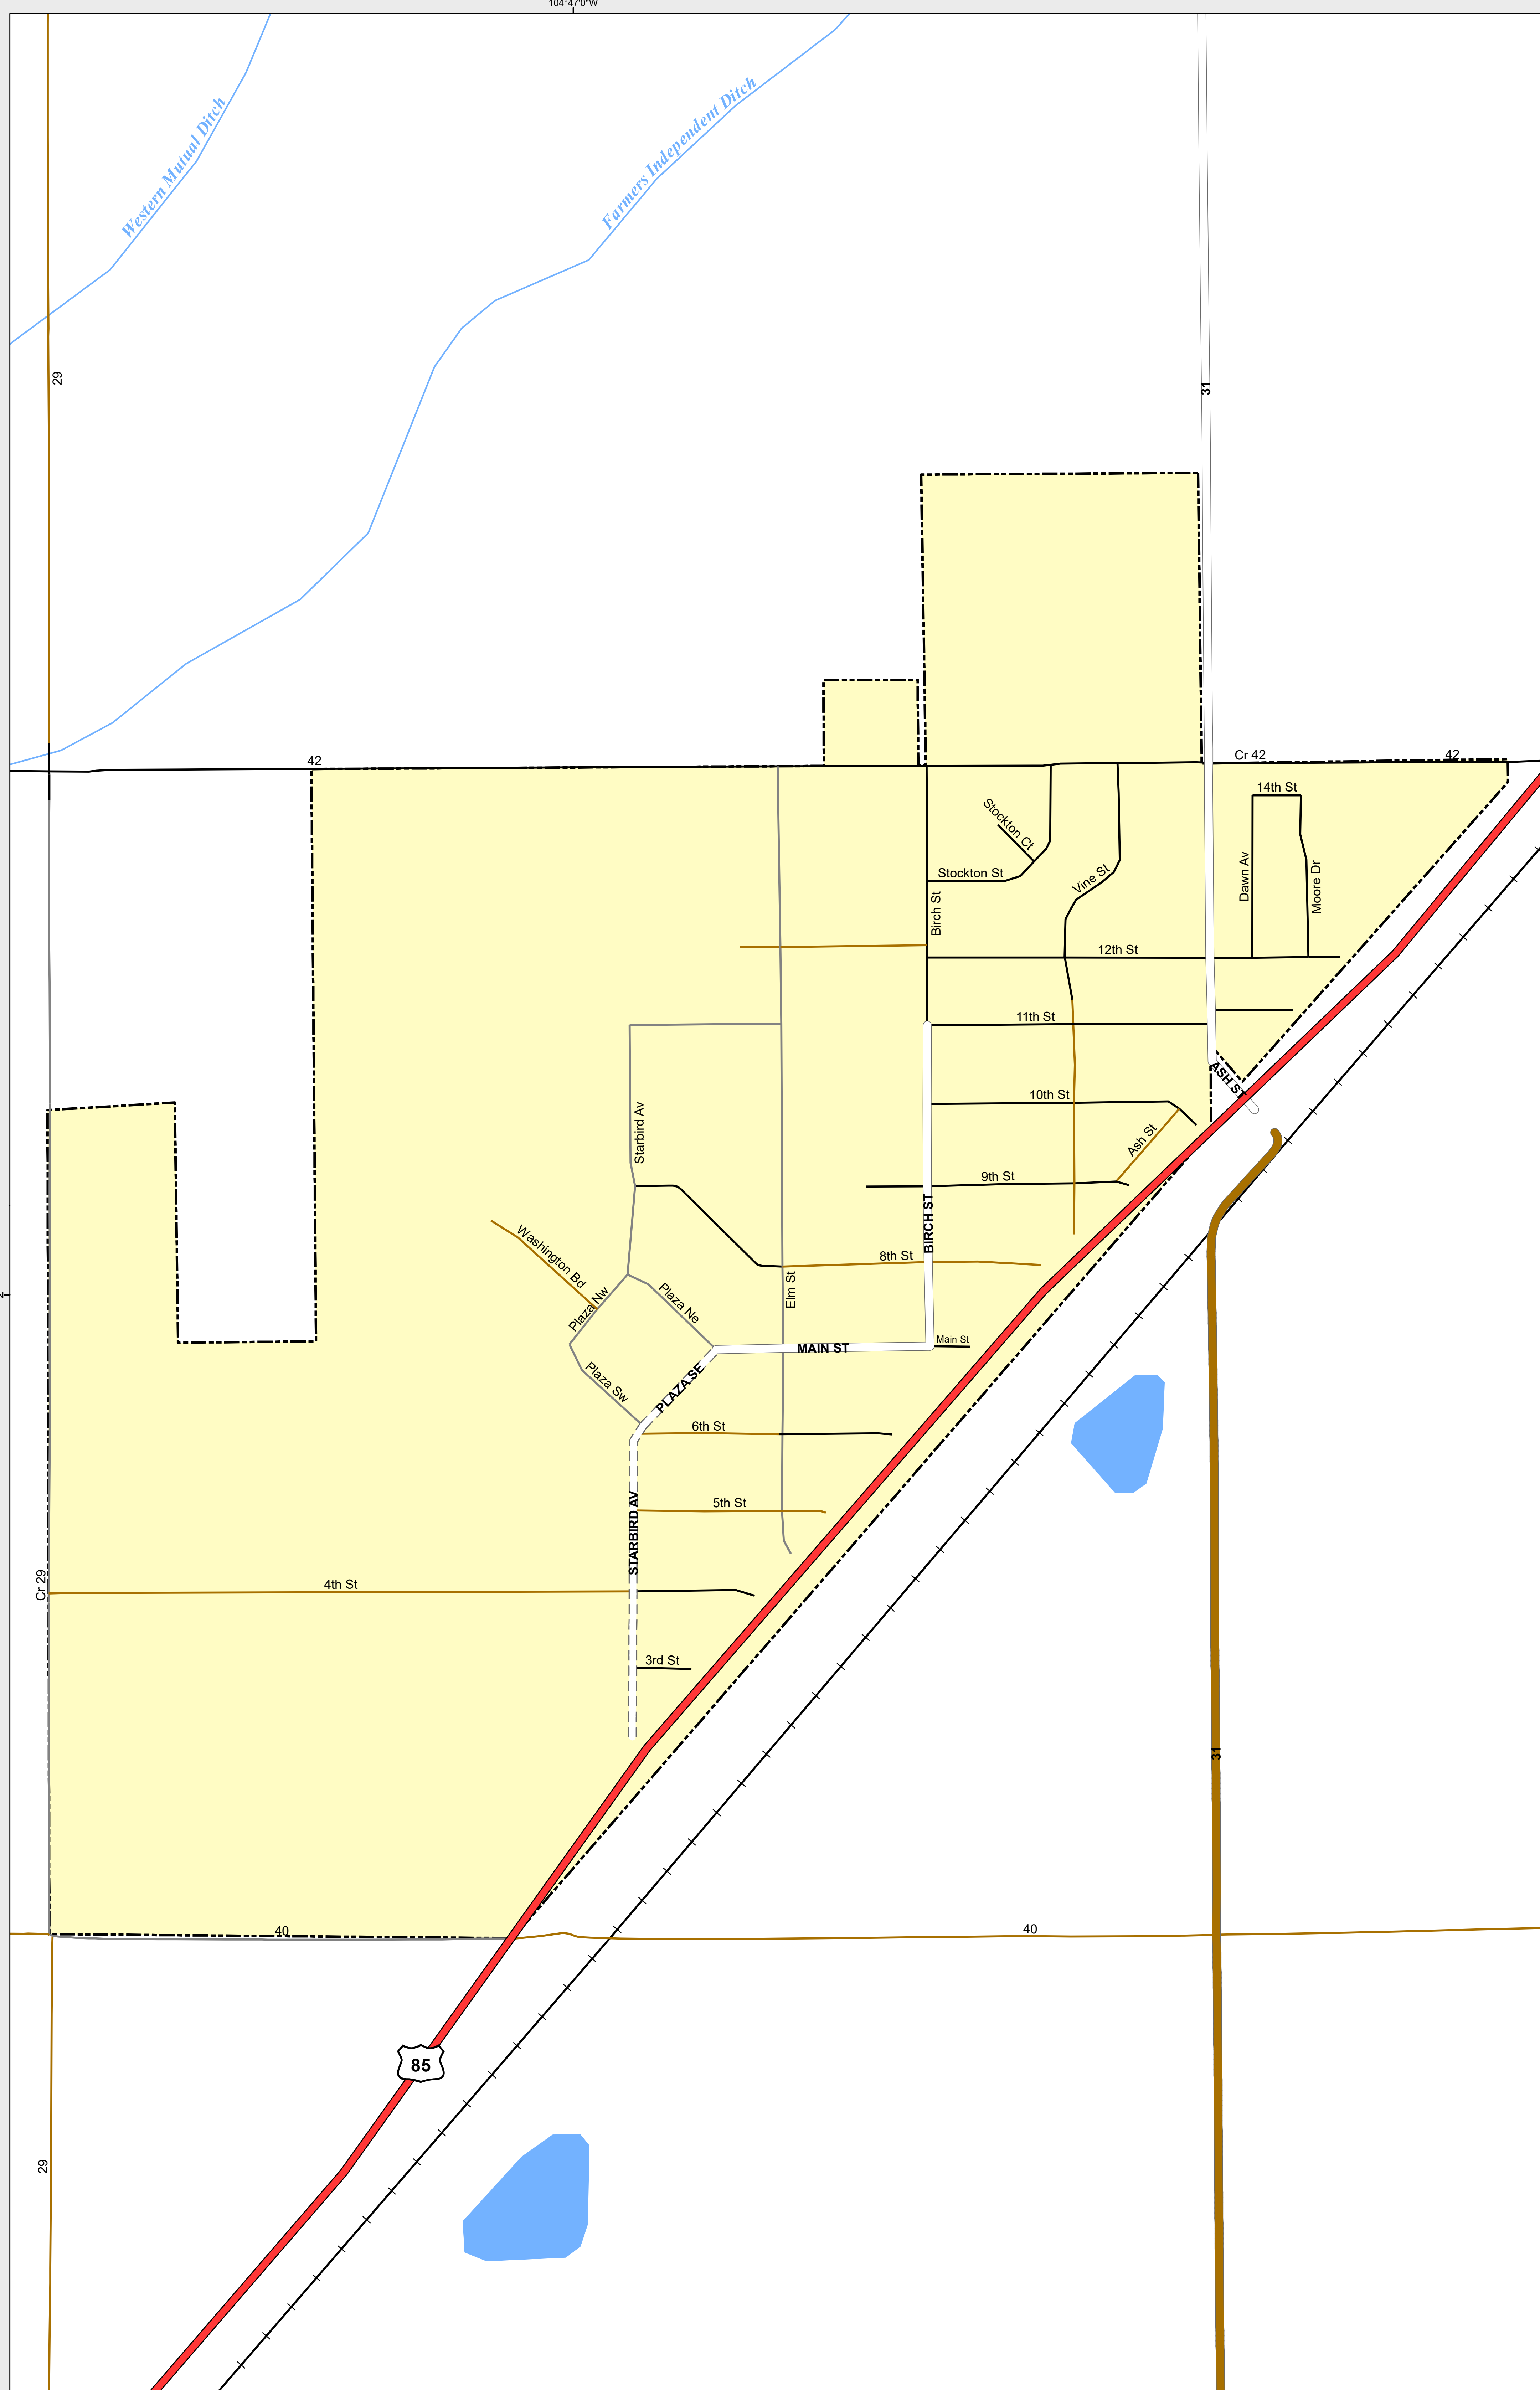 104°47'0"W
Western Mutual Ditch
Farmers Independent Ditch
29
31
42
Cr 42
42
14th St
Stockton Ct
Stockton St
Vine St
Dawn Av
Moore Dr
Birch St
12th St
11th St
ASH ST
10th St
Starbird Av
Ash St
9th St
BIRCH ST
Washington Bd
8th St
Elm St
Plaza Nw
Plaza Ne
Main St
MAIN ST
PLAZA SE
Plaza Sw
6th St
5th St
STARBIRD AV
Cr 29
4th St
3rd St
31
40
40
85
29